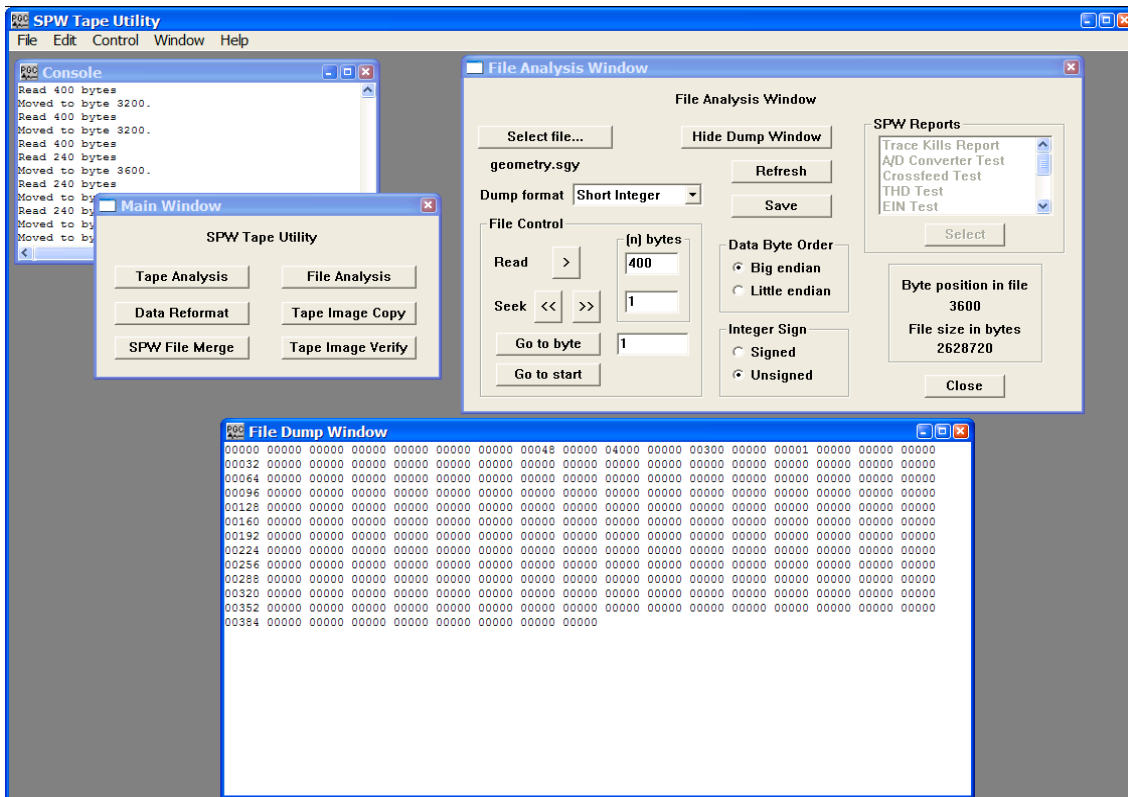 SPW Tape Utility
File Edit Control Window Help
Console
Read 400 bytes
Moved to byte 3200.
Read 400 bytes
Moved to byte 3200.
Read 400 bytes
Read 240 bytes
Moved to byte 3600.
Read 240 bytes
Moved to by
Read 240 by
Moved to by
Main Window
SPW Tape Utility
Tape Analysis File Analysis
Data Reformat Tape Image Copy
SPW File Merge Tape Image Verify
File Analysis Window
File Analysis Window
Select file... Hide Dump Window
geometry.sgy Refresh
Dump format Short Integer Save
File Control
(n) bytes
Read > 400
Seek << >> 1
Go to byte 1
Go to start
Data Byte Order
Big endian
Little endian
Integer Sign
Signed
Unsigned
SPW Reports
Trace Kills Report
A/D Converter Test
Crossfeed Test
THD Test
EIN Test
Select
Byte position in file
3600
File size in bytes
2628720
Close
File Dump Window
00000 00000 00000 00000 00000 00000 00000 00048 00000 04000 00000 00300 00000 00001 00000 00000 00000
00032 00000 00000 00000 00000 00000 00000 00000 00000 00000 00000 00000 00000 00000 00000 00000 00000
00064 00000 00000 00000 00000 00000 00000 00000 00000 00000 00000 00000 00000 00000 00000 00000 00000
00096 00000 00000 00000 00000 00000 00000 00000 00000 00000 00000 00000 00000 00000 00000 00000 00000
00128 00000 00000 00000 00000 00000 00000 00000 00000 00000 00000 00000 00000 00000 00000 00000 00000
00160 00000 00000 00000 00000 00000 00000 00000 00000 00000 00000 00000 00000 00000 00000 00000 00000
00192 00000 00000 00000 00000 00000 00000 00000 00000 00000 00000 00000 00000 00000 00000 00000 00000
00224 00000 00000 00000 00000 00000 00000 00000 00000 00000 00000 00000 00000 00000 00000 00000 00000
00256 00000 00000 00000 00000 00000 00000 00000 00000 00000 00000 00000 00000 00000 00000 00000 00000
00288 00000 00000 00000 00000 00000 00000 00000 00000 00000 00000 00000 00000 00000 00000 00000 00000
00320 00000 00000 00000 00000 00000 00000 00000 00000 00000 00000 00000 00000 00000 00000 00000 00000
00352 00000 00000 00000 00000 00000 00000 00000 00000 00000 00000 00000 00000 00000 00000 00000 00000
00384 00000 00000 00000 00000 00000 00000 00000 00000